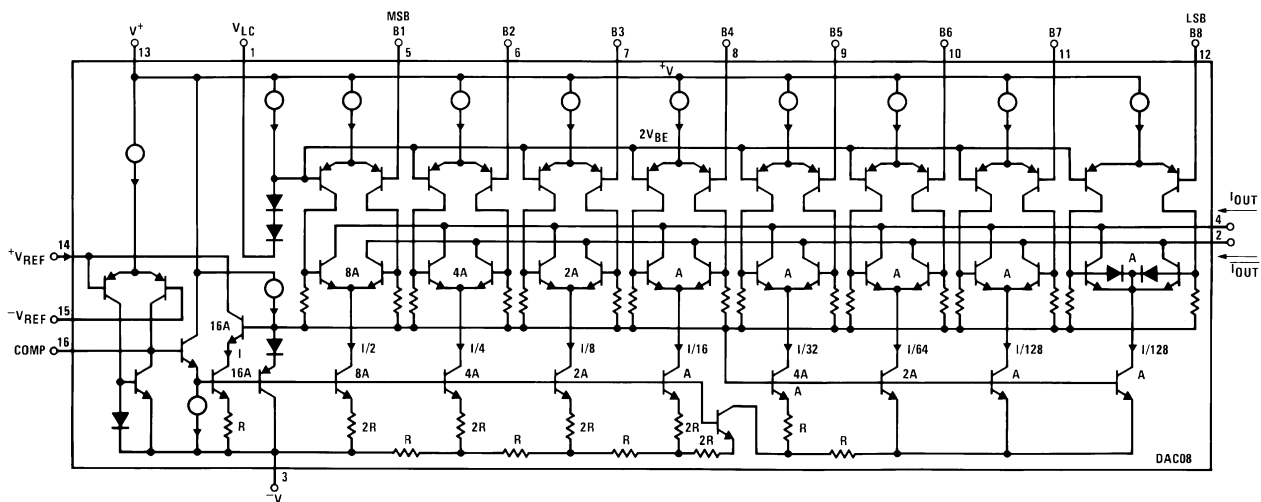 MSB
LSB
V+
VLC
B1
B2
B3
B4
B5
B6
B7
B8
13
1
5
6
7
8
9
10
11
12
+V
2VBE
IOUT
4
2
IOUT
14
+VREF
8A
4A
2A
A
A
A
A
A
−VREF
15
16A
COMP
16
I
I/2
I/4
I/8
I/16
I/32
I/64
I/128
I/128
16A
8A
4A
2A
A
4A
2A
A
A
A
R
2R
2R
2R
2R
2R
R
R
R
R
R
3
−V
DAC08